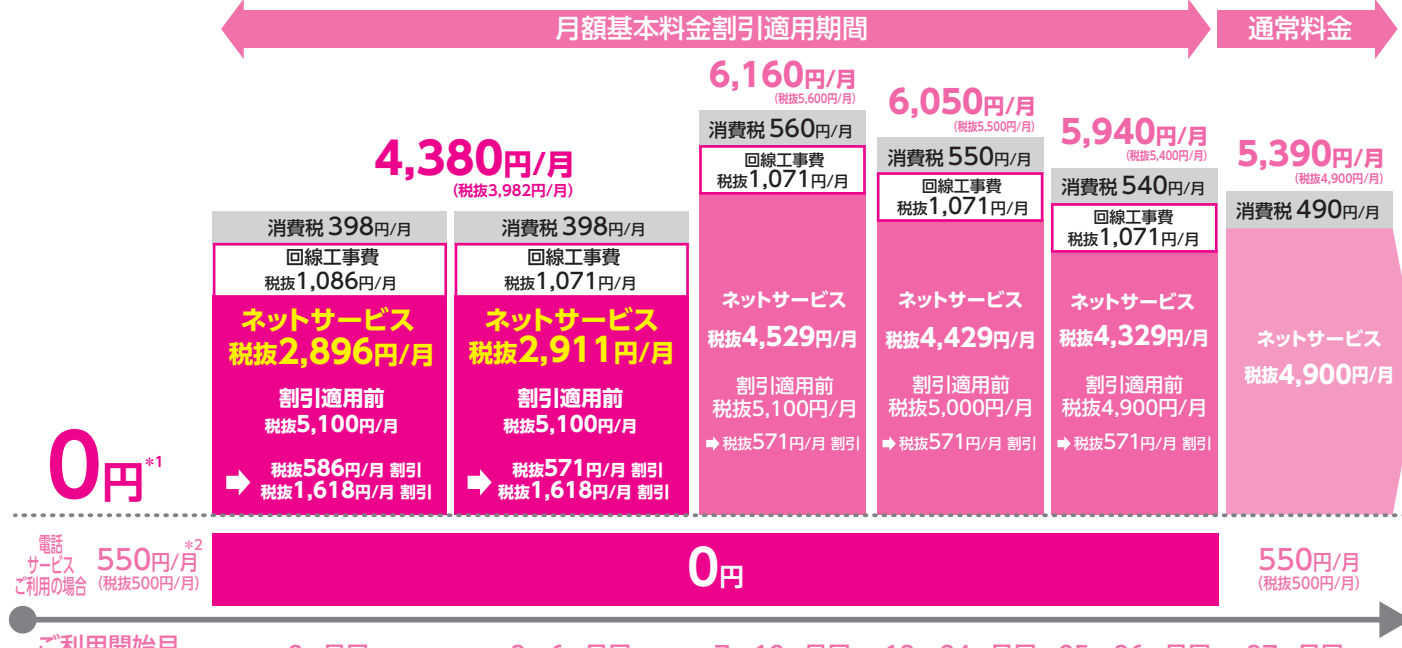 月額基本料金割引適用期間
通常料金
4,380円/月
(税抜3,982円/月)
6,160円/月
(税抜5,600円/月)
6,050円/月
(税抜5,500円/月)
5,940円/月
(税抜5,400円/月)
5,390円/月
(税抜4,900円/月)
0円*1
消費税 398円/月
回線工事費
税抜1,086円/月
ネットサービス
税抜2,896円/月
割引適用前
税抜5,100円/月
税抜586円/月 割引
税抜1,618円/月 割引
消費税 398円/月
回線工事費
税抜1,071円/月
ネットサービス
税抜2,911円/月
割引適用前
税抜5,100円/月
税抜571円/月 割引
税抜1,618円/月 割引
消費税 560円/月
回線工事費
税抜1,071円/月
ネットサービス
税抜4,529円/月
割引適用前
税抜5,100円/月
税抜571円/月 割引
消費税 550円/月
回線工事費
税抜1,071円/月
ネットサービス
税抜4,429円/月
割引適用前
税抜5,000円/月
税抜571円/月 割引
消費税 540円/月
回線工事費
税抜1,071円/月
ネットサービス
税抜4,329円/月
割引適用前
税抜4,900円/月
税抜571円/月 割引
消費税 490円/月
ネットサービス
税抜4,900円/月
電話
サービス
ご利用の場合
550円/月*2
(税抜500円/月)
0円
550円/月
(税抜500円/月)
ご利用開始月